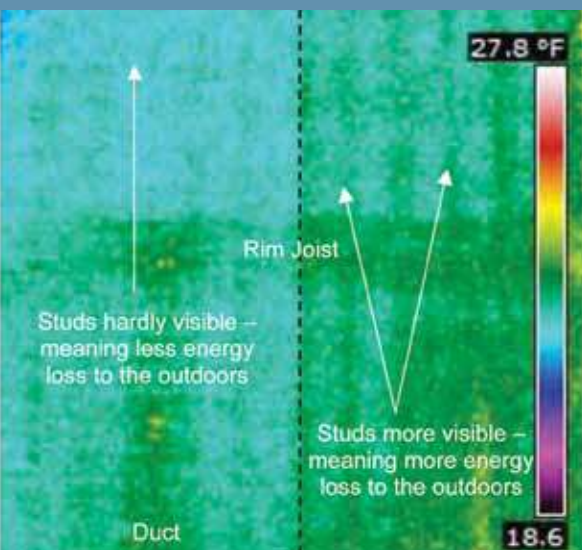 27.8 °F
Rim Joist
Studs hardly visible –
meaning less energy
loss to the outdoors
Studs more visible –
meaning more energy
loss to the outdoors
Duct
18.6